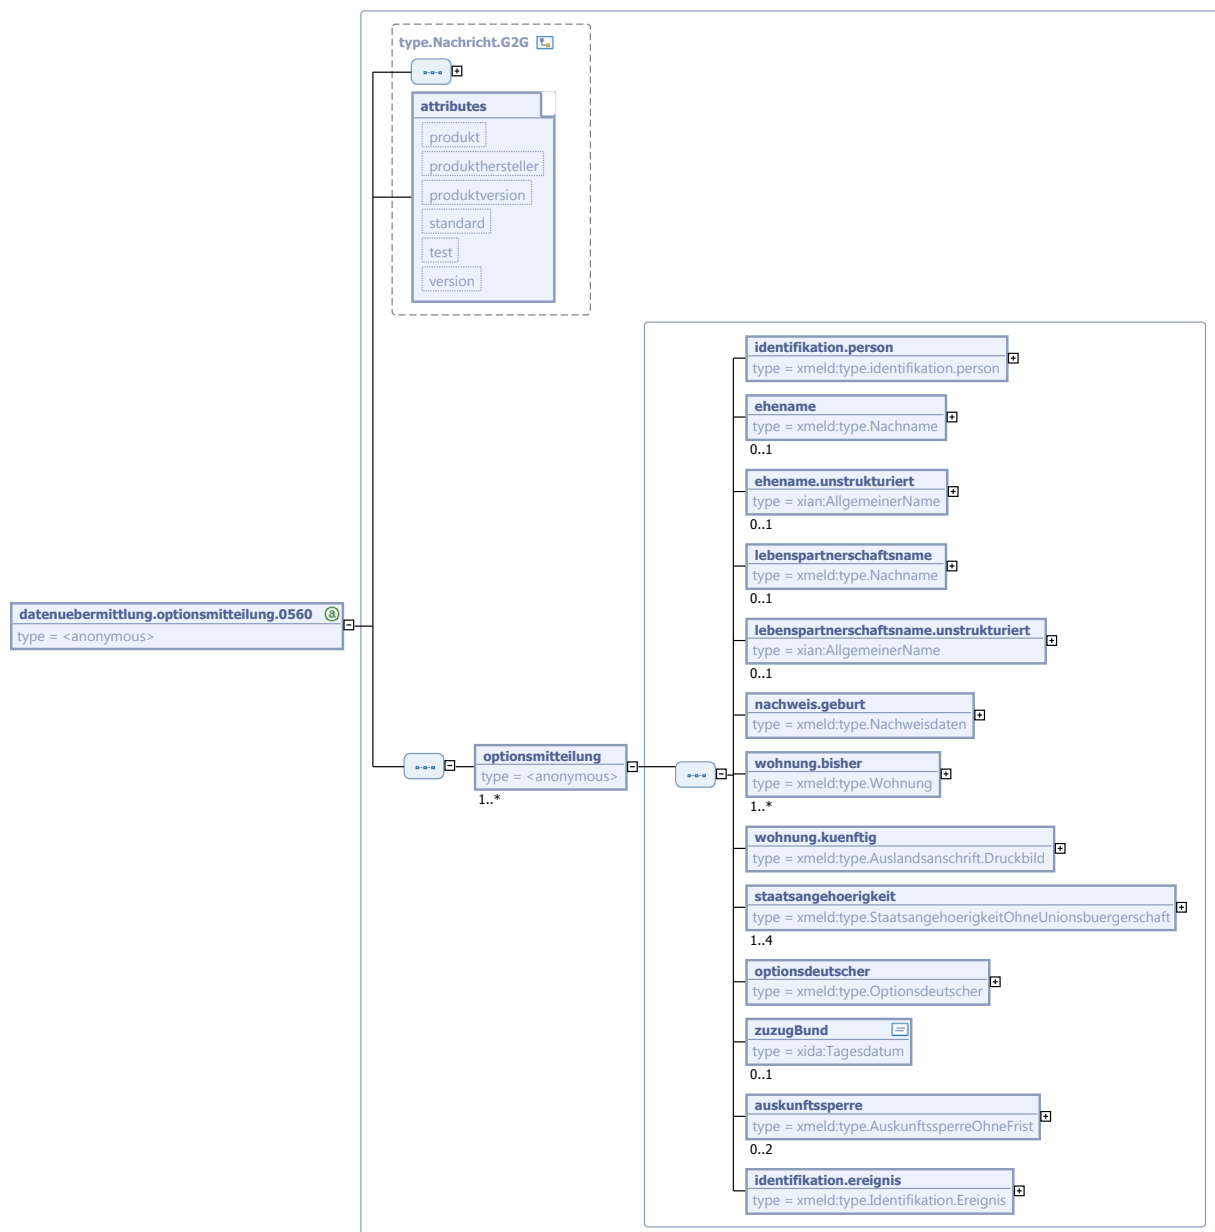 type.Nachricht.G2G
attributes
produkt
produkthersteller
produktversion
standard
test
version
identifikation.person
type = xmeld:type.identifikation.person
ehename
type = xmeld:type.Nachname
0..1
ehename.unstrukturiert
type = xian:AllgemeinerName
0..1
lebenspartnerschaftsname
type = xmeld:type.Nachname
0..1
datenuebermittlung.optionsmitteilung.0560 a
type = <anonymous>
lebenspartnerschaftsname.unstrukturiert
type = xian:AllgemeinerName
0..1
nachweis.geburt
type = xmeld:type.Nachweisdaten
optionsmitteilung
type = <anonymous>
1..*
wohnung.bisher
type = xmeld:type.Wohnung
1..*
wohnung.kuenftig
type = xmeld:type.Auslandsanschrift.Druckbild
staatsangehoerigkeit
type = xmeld:type.StaatsangehoerigkeitOhneUnionsbuergerschaft
1..4
optionsdeutscher
type = xmeld:type.Optionsdeutscher
zuzugBund
type = xida:Tagesdatum
0..1
auskunftssperre
type = xmeld:type.AuskunftssperreOhneFrist
0..2
identifikation.ereignis
type = xmeld:type.Identifikation.Ereignis